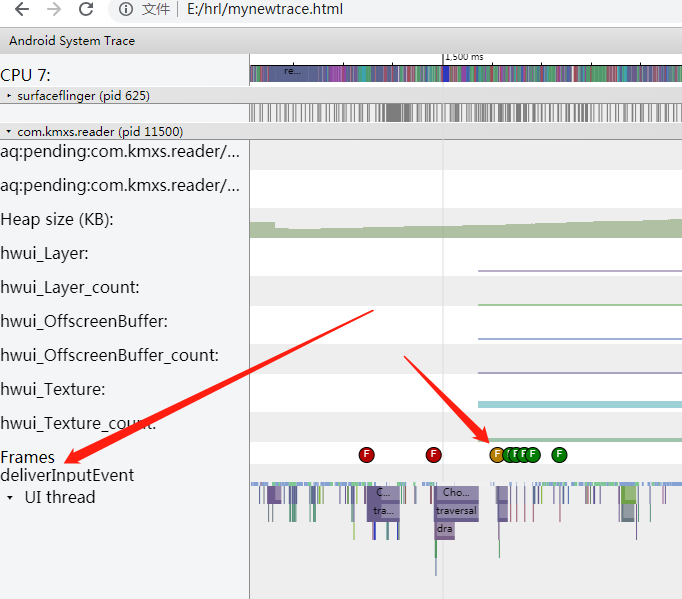 文件 E:/hrl/mynewtrace.html
Android System Trace
1,500 ms
CPU 7:
re...
surfaceflinger (pid 625)
com.kmxs.reader (pid 11500)
aq:pending:com.kmxs.reader/...
aq:pending:com.kmxs.reader/...
Heap size (KB):
hwui_Layer:
hwui_Layer_count:
hwui_OffscreenBuffer:
hwui_OffscreenBuffer_count:
hwui_Texture:
hwui_Texture_count:
Frames F F F F F F F F
deliverInputEvent
UI thread
C... Cho...
tra... traversal
dra